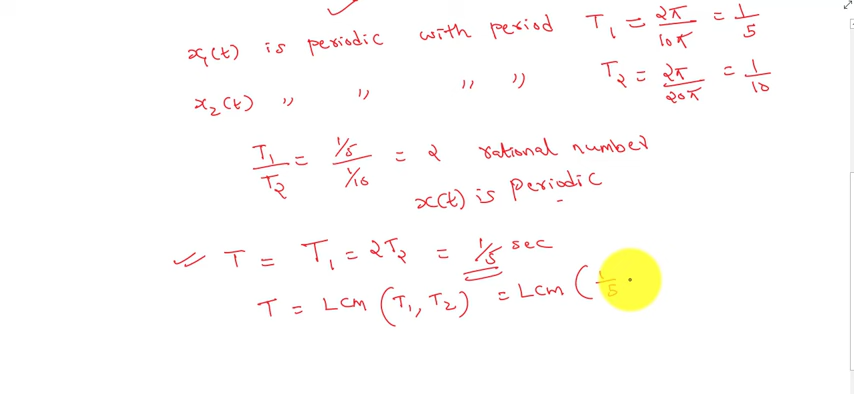 x₁(t) is periodic with period T₁ = 2π/10π = 1/5
x₂(t) " " " " T₂ = 2π/20π = 1/10
T₁/T₂ = (1/5)/(1/10) = 2 rational number
x(t) is periodic
✓ T = T₁ = 2T₂ = 1/5 sec
T = Lcm (T₁, T₂) = Lcm (1/5